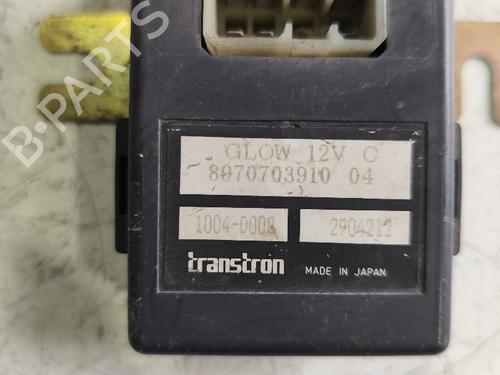 B-PARTS
GLOW 12V C
8970703910 04
1004-0008 2904212
transtron MADE IN JAPAN